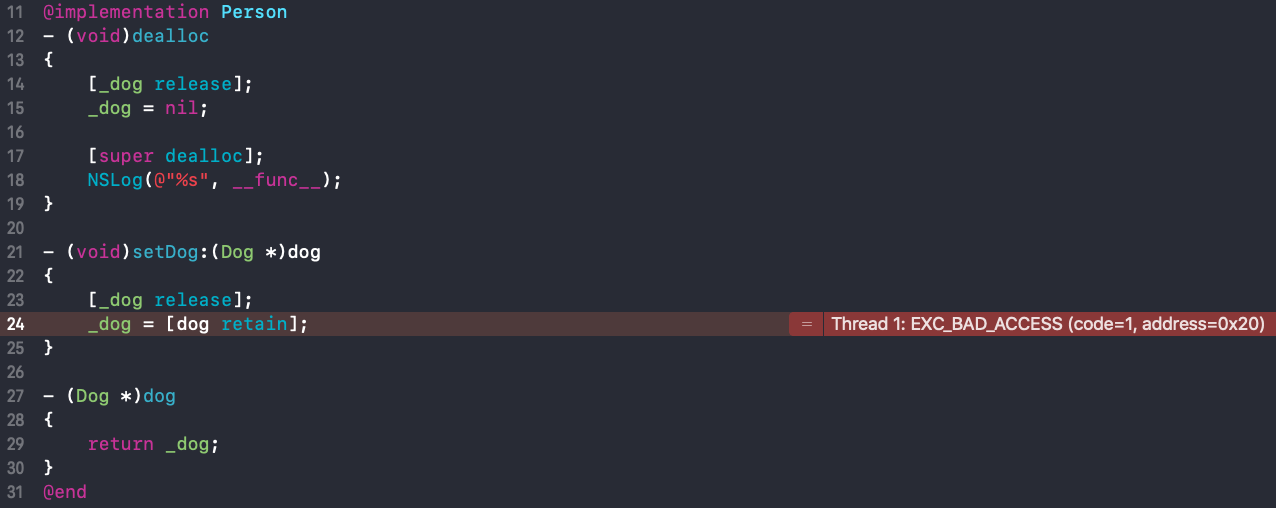 11 @implementation Person
12 - (void)dealloc
13 {
14     [_dog release];
15     _dog = nil;
16
17     [super dealloc];
18     NSLog(@"%s", __func__);
19 }
20
21 - (void)setDog:(Dog *)dog
22 {
23     [_dog release];
24     _dog = [dog retain]; = Thread 1: EXC_BAD_ACCESS (code=1, address=0x20)
25 }
26
27 - (Dog *)dog
28 {
29     return _dog;
30 }
31 @end